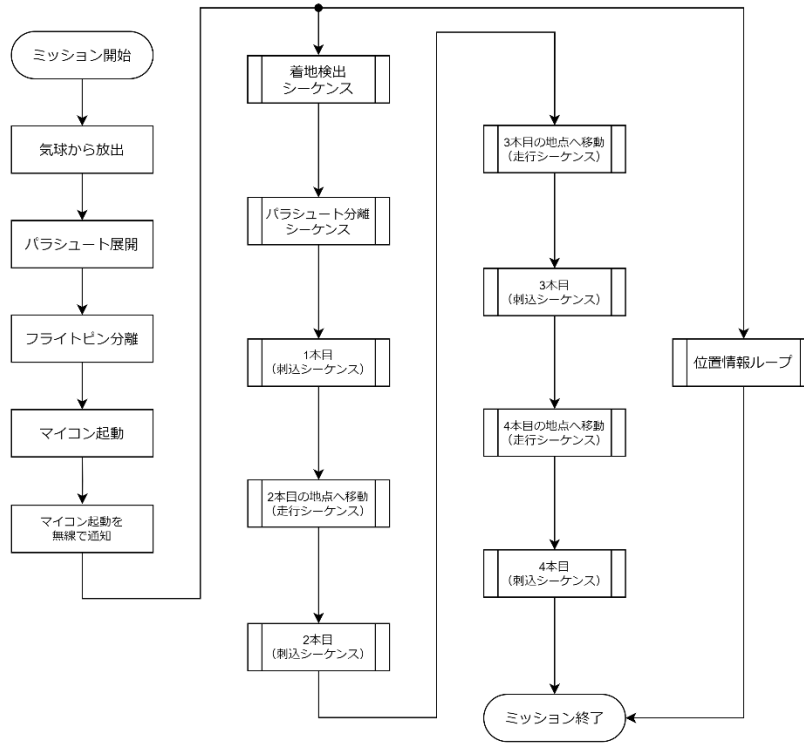 ミッション開始
気球から放出
パラシュート展開
フライトピン分離
マイコン起動
マイコン起動を
無線で通知
着地検出
シーケンス
パラシュート分離
シーケンス
1木目
（刺込シーケンス）
2本目の地点へ移動
（走行シーケンス）
2本目
（刺込シーケンス）
3木目の地点へ移動
（走行シーケンス）
3木目
（刺込シーケンス）
4本目の地点へ移動
（走行シーケンス）
4本目
（刺込シーケンス）
ミッション終了
位置情報ループ